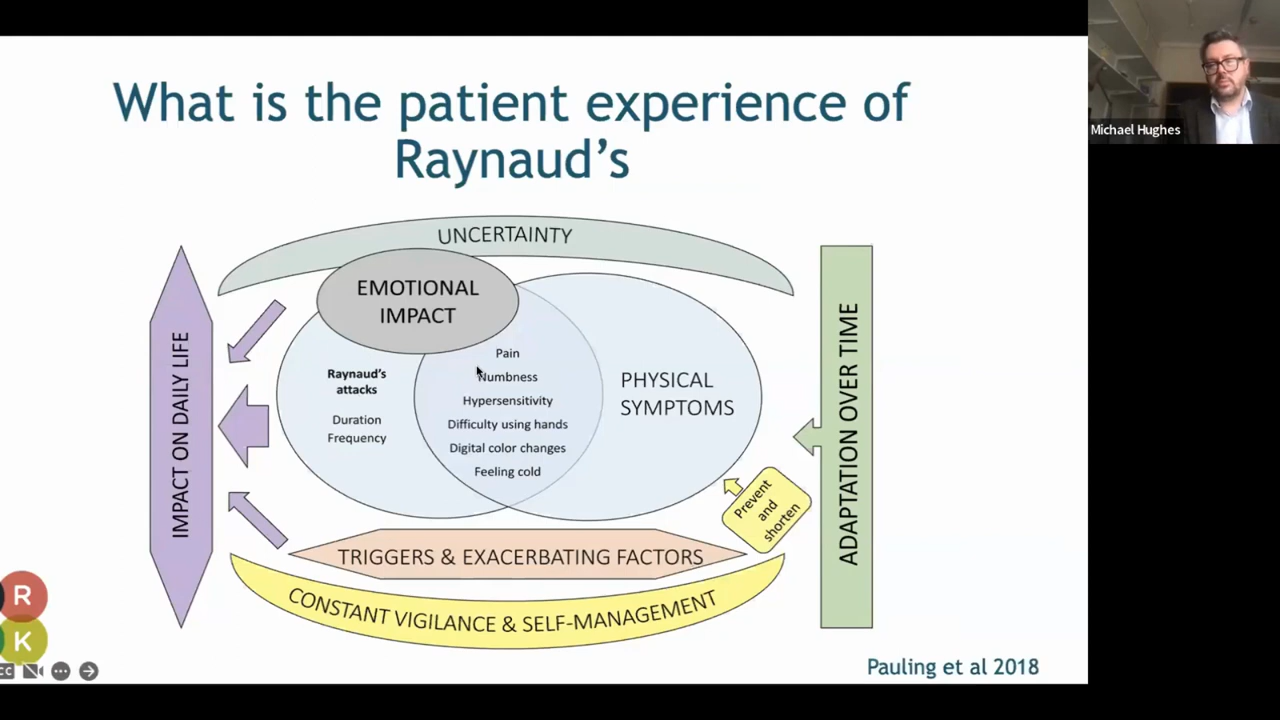 What is the patient experience of
Raynaud's
UNCERTAINTY
EMOTIONAL
IMPACT
IMPACT ON DAILY LIFE
Raynaud's
attacks
Duration
Frequency
Pain
Numbness
Hypersensitivity
Difficulty using hands
Digital color changes
Feeling cold
PHYSICAL
SYMPTOMS
Prevent
and
shorten
ADAPTATION OVER TIME
TRIGGERS & EXACERBATING FACTORS
CONSTANT VIGILANCE & SELF-MANAGEMENT
Pauling et al 2018
R
K
CC
Michael Hughes